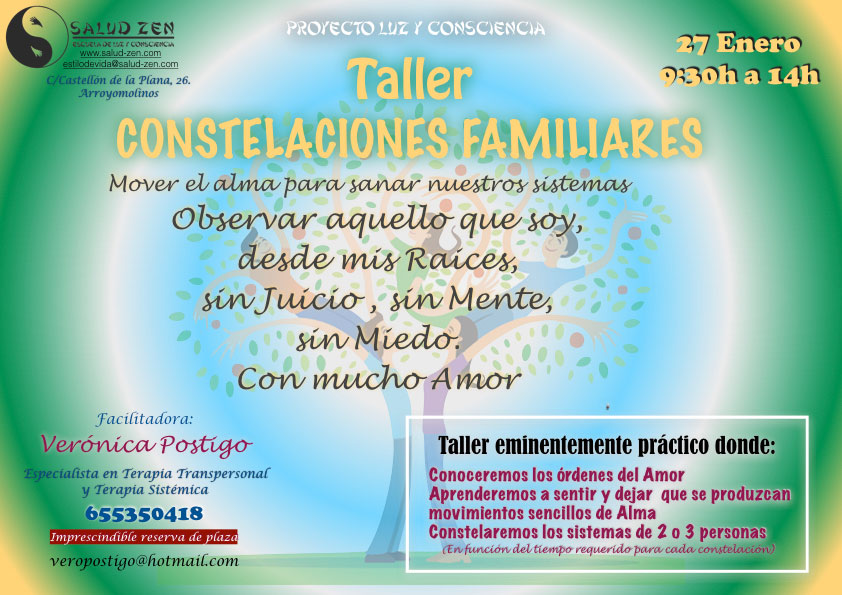 SALUD ZEN
ESCUELA DE LUZ Y CONSCIENCIA
www.salud-zen.com
estilodevida@salud-zen.com
C/Castellón de la Plana, 26.
Arroyomolinos
PROYECTO LUZ Y CONSCIENCIA
27 Enero
9:30h a 14h
Taller
CONSTELACIONES FAMILIARES
Mover el alma para sanar nuestros sistemas
Observar aquello que soy,
desde mis Raices,
sin Juicio , sin Mente,
sin Miedo.
Con mucho Amor
Facilitadora:
Verónica Postigo
Especialista en Terapia Transpersonal
y Terapia Sistémica
655350418
Imprescindible reserva de plaza
veropostigo@hotmail.com
Taller eminentemente práctico donde:
Conoceremos los órdenes del Amor
Aprenderemos a sentir y dejar que se produzcan
movimientos sencillos de Alma
Constelaremos los sistemas de 2 o 3 personas
(En función del tiempo requerido para cada constelación)